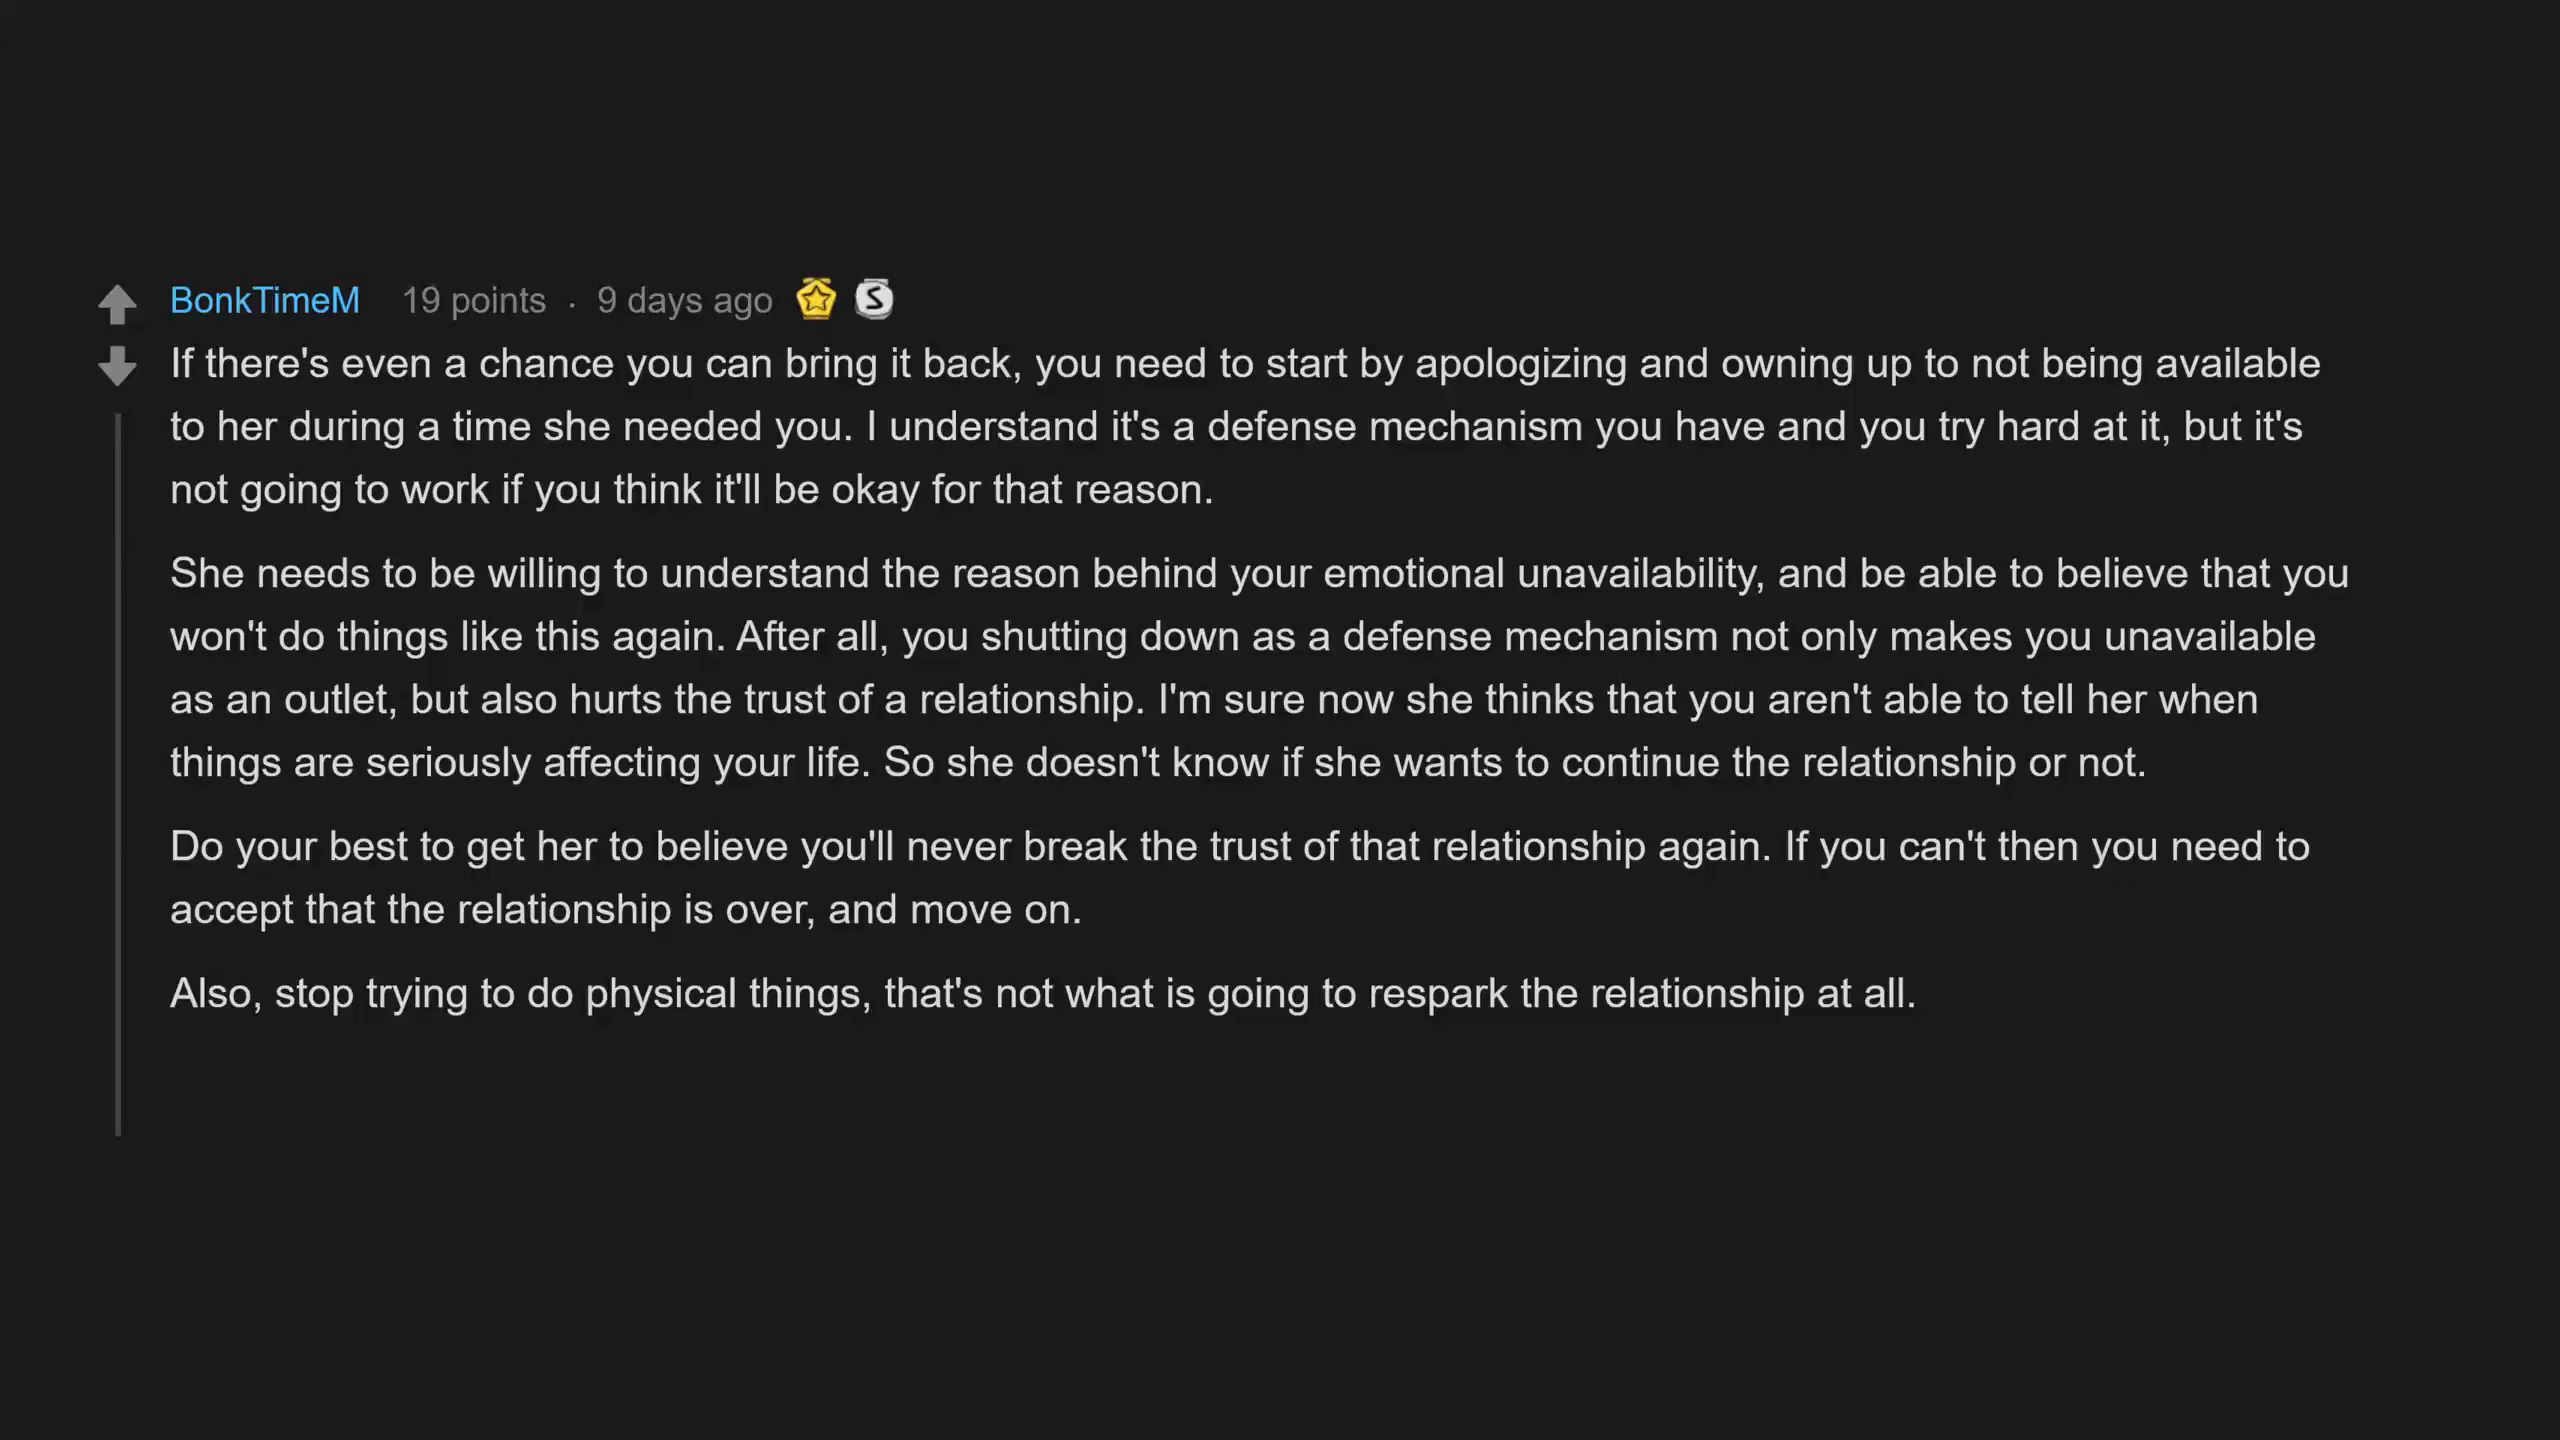 BonkTimeM 19 points · 9 days ago S
If there's even a chance you can bring it back, you need to start by apologizing and owning up to not being available
to her during a time she needed you. I understand it's a defense mechanism you have and you try hard at it, but it's
not going to work if you think it'll be okay for that reason.
She needs to be willing to understand the reason behind your emotional unavailability, and be able to believe that you
won't do things like this again. After all, you shutting down as a defense mechanism not only makes you unavailable
as an outlet, but also hurts the trust of a relationship. I'm sure now she thinks that you aren't able to tell her when
things are seriously affecting your life. So she doesn't know if she wants to continue the relationship or not.
Do your best to get her to believe you'll never break the trust of that relationship again. If you can't then you need to
accept that the relationship is over, and move on.
Also, stop trying to do physical things, that's not what is going to respark the relationship at all.